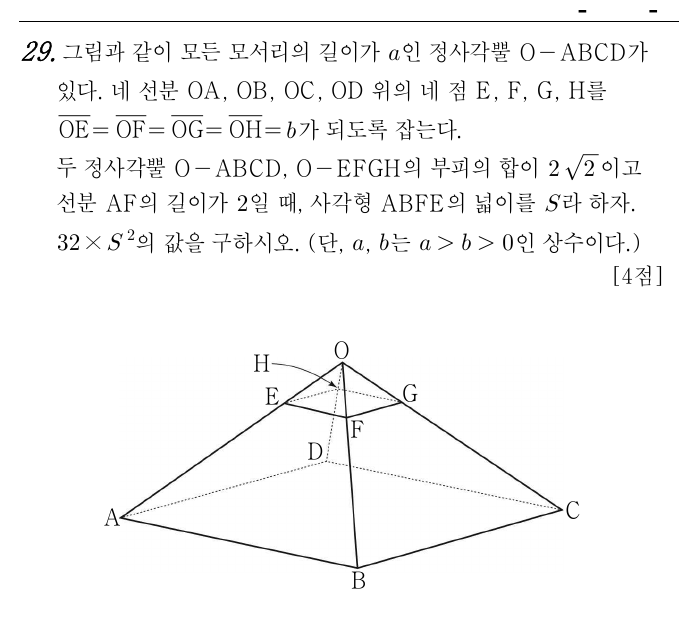 29. 그림과 같이 모든 모서리의 길이가 a인 정사각뿔 O-ABCD가
있다. 네 선분 OA, OB, OC, OD 위의 네 점 E, F, G, H를
\overline{OE}=\overline{OF}=\overline{OG}=\overline{OH}=b가 되도록 잡는다.
두 정사각뿔 O-ABCD, O-EFGH의 부피의 합이 2√2이고
선분 AF의 길이가 2일 때, 사각형 ABFE의 넓이를 S라 하자.
32×S²의 값을 구하시오. (단, a, b는 a>b>0인 상수이다.)
[4점]
O
H
E
G
F
D
A
C
B